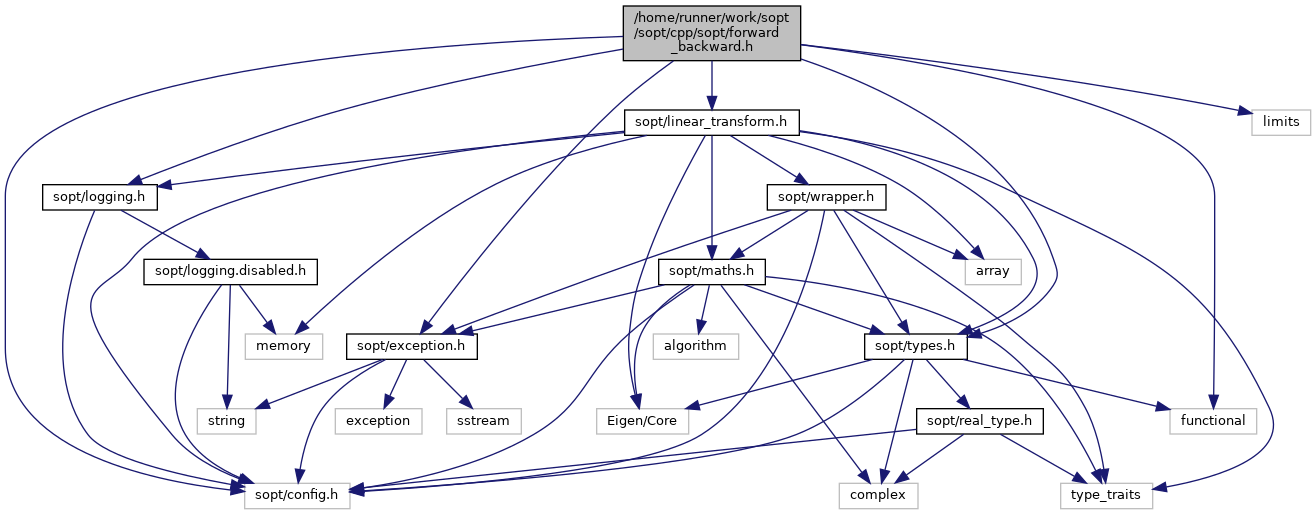 /home/runner/work/sopt
/sopt/cpp/sopt/forward
_backward.h
sopt/linear_transform.h
limits
sopt/logging.h
sopt/wrapper.h
sopt/logging.disabled.h
sopt/maths.h
array
memory
sopt/exception.h
algorithm
sopt/types.h
string
exception
sstream
Eigen/Core
sopt/real_type.h
functional
sopt/config.h
complex
type_traits